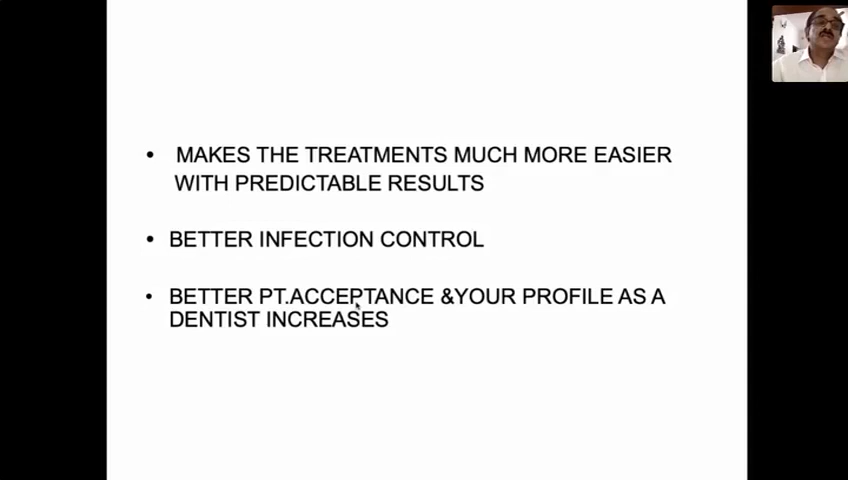 • MAKES THE TREATMENTS MUCH MORE EASIER
WITH PREDICTABLE RESULTS
• BETTER INFECTION CONTROL
• BETTER PT.ACCEPTANCE &YOUR PROFILE AS A
DENTIST INCREASES